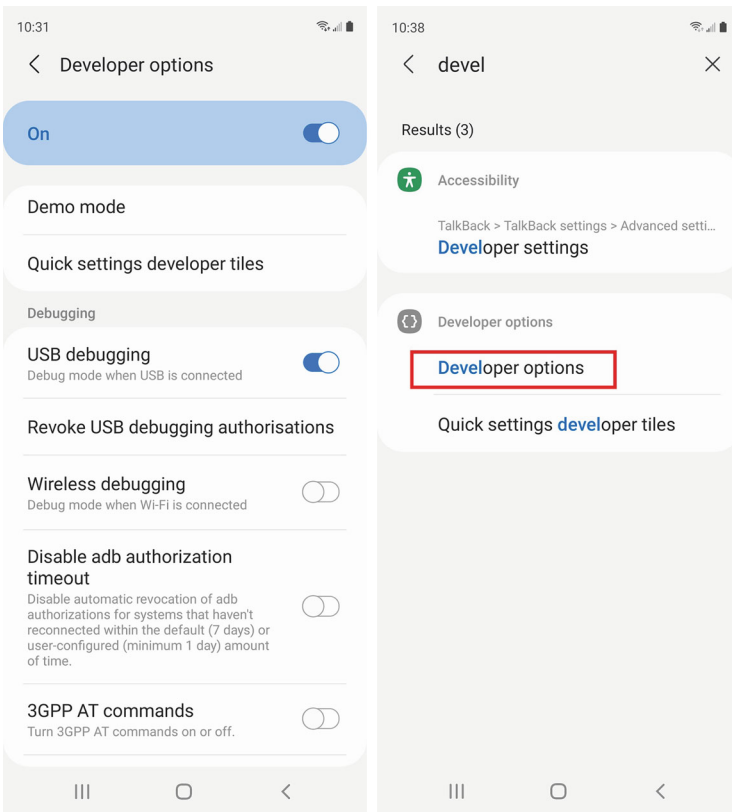 10:31
Developer options
On
Demo mode
Quick settings developer tiles
Debugging
USB debugging
Debug mode when USB is connected
Revoke USB debugging authorisations
Wireless debugging
Debug mode when Wi-Fi is connected
Disable adb authorization
timeout
Disable automatic revocation of adb
authorizations for systems that haven't
reconnected within the default (7 days) or
user-configured (minimum 1 day) amount
of time.
3GPP AT commands
Turn 3GPP AT commands on or off.
10:38
devel
Results (3)
Accessibility
TalkBack > TalkBack settings > Advanced setti...
Developer settings
Developer options
Developer options
Quick settings developer tiles